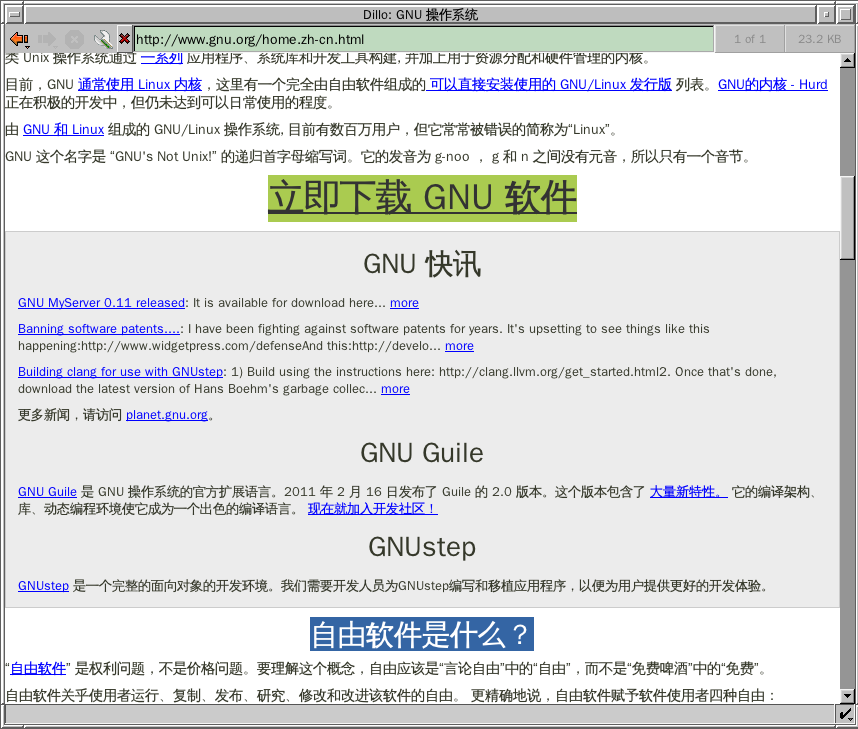 Dillo: GNU 操作系统
http://www.gnu.org/home.zh-cn.html
1 of 1
23.2 KB
类 Unix 操作系统通过 一系列 应用程序、系统库和开发工具构建, 并加上用于资源分配和硬件管理的内核。
目前，GNU 通常使用 Linux 内核，这里有一个完全由自由软件组成的 可以直接安装使用的 GNU/Linux 发行版 列表。GNU的内核 - Hurd
正在积极的开发中，但仍未达到可以日常使用的程度。
由 GNU 和 Linux 组成的 GNU/Linux 操作系统, 目前有数百万用户，但它常常被错误的简称为“Linux”。
GNU 这个名字是 “GNU's Not Unix!” 的递归首字母缩写词。它的发音为 g-noo ， g 和 n 之间没有元音，所以只有一个音节。
立即下载 GNU 软件
GNU 快讯
GNU MyServer 0.11 released: It is available for download here... more
Banning software patents....: I have been fighting against software patents for years. It's upsetting to see things like this
happening:http://www.widgetpress.com/defenseAnd this:http://develo... more
Building clang for use with GNUstep: 1) Build using the instructions here: http://clang.llvm.org/get_started.html2. Once that's done,
download the latest version of Hans Boehm's garbage collec... more
更多新闻，请访问 planet.gnu.org。
GNU Guile
GNU Guile 是 GNU 操作系统的官方扩展语言。2011 年 2 月 16 日发布了 Guile 的 2.0 版本。这个版本包含了 大量新特性。 它的编译架构、
库、动态编程环境使它成为一个出色的编译语言。 现在就加入开发社区！
GNUstep
GNUstep 是一个完整的面向对象的开发环境。我们需要开发人员为GNUstep编写和移植应用程序，以便为用户提供更好的开发体验。
自由软件是什么？
“自由软件” 是权利问题，不是价格问题。要理解这个概念，自由应该是“言论自由”中的“自由”，而不是“免费啤酒”中的“免费”。
自由软件关乎使用者运行、复制、发布、研究、修改和改进该软件的自由。 更精确地说，自由软件赋予软件使用者四种自由：